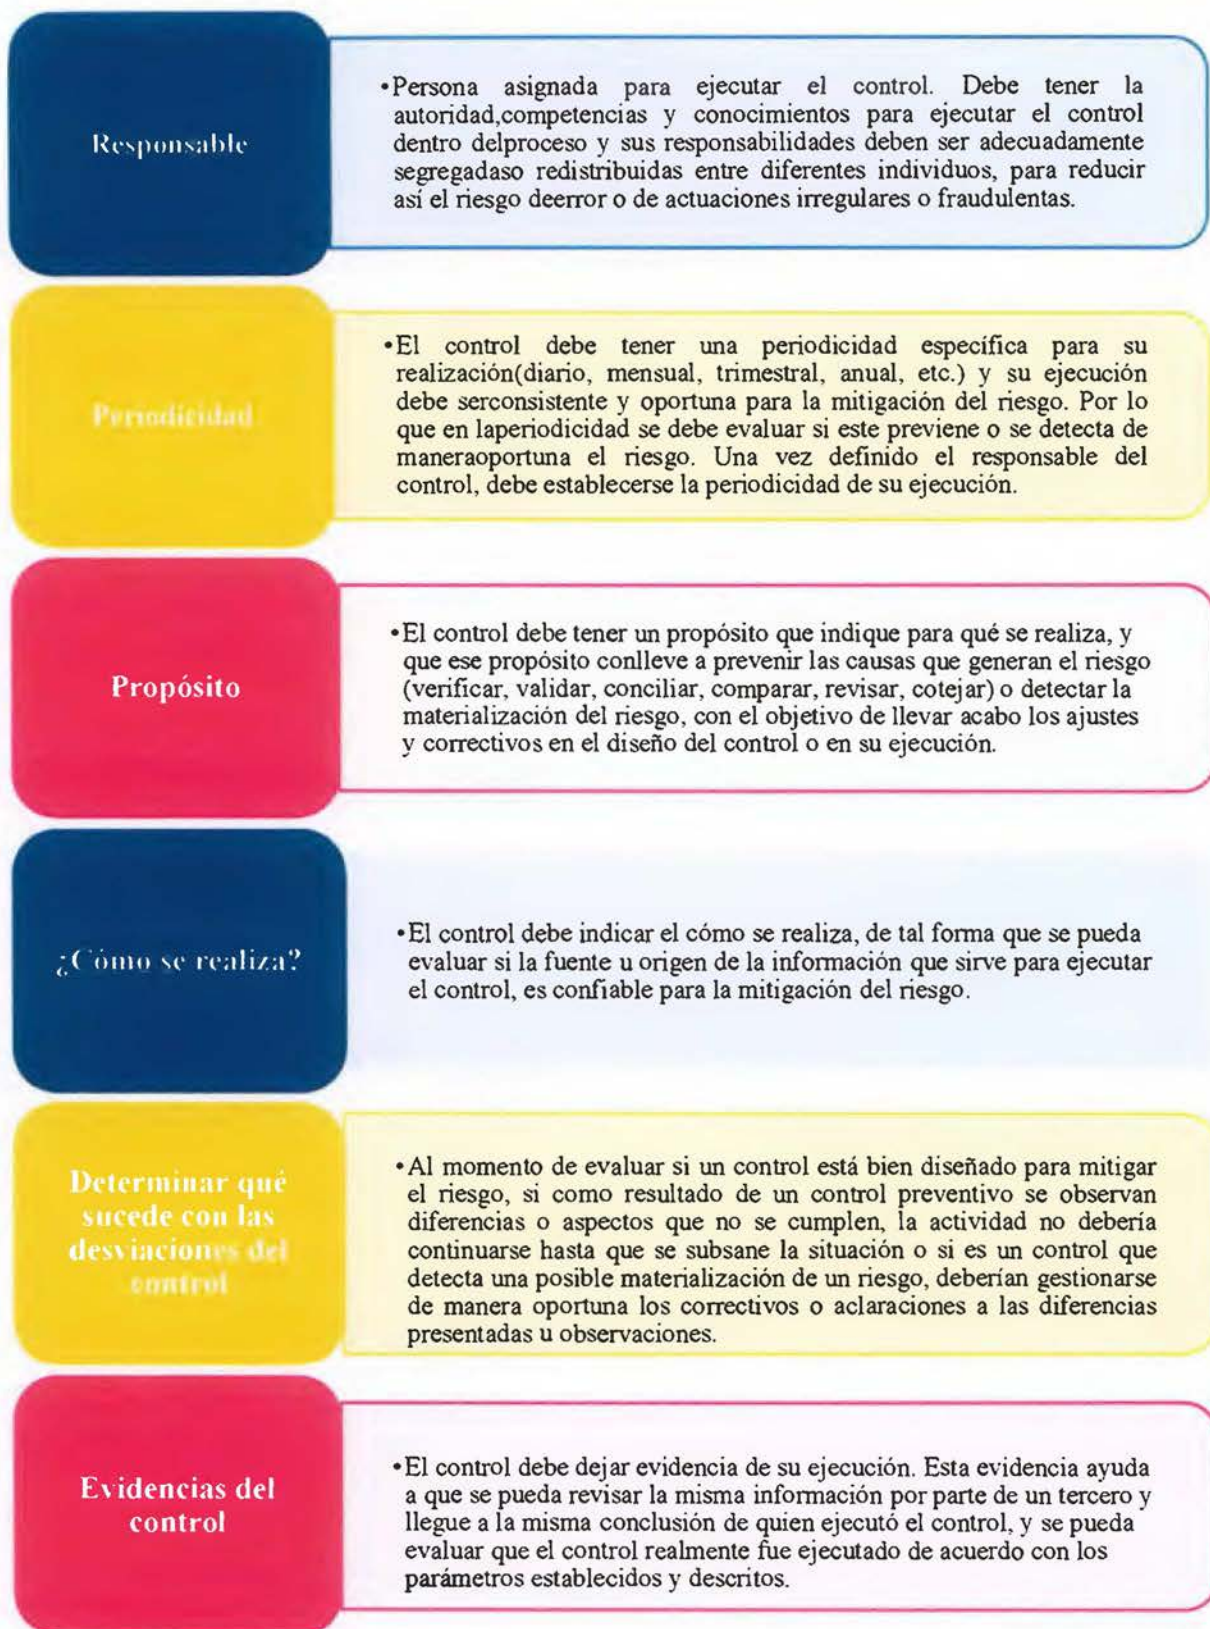 Responsable
•Persona asignada para ejecutar el control. Debe tener la
autoridad,competencias y conocimientos para ejecutar el control
dentro delproceso y sus responsabilidades deben ser adecuadamente
segregadaso redistribuidas entre diferentes individuos, para reducir
así el riesgo deerror o de actuaciones irregulares o fraudulentas.
Periodicidad
•El control debe tener una periodicidad específica para su
realización(diario, mensual, trimestral, anual, etc.) y su ejecución
debe serconsistente y oportuna para la mitigación del riesgo. Por lo
que en laperiodicidad se debe evaluar si este previene o se detecta de
maneraoportuna el riesgo. Una vez definido el responsable del
control, debe establecerse la periodicidad de su ejecución.
Propósito
•El control debe tener un propósito que indique para qué se realiza, y
que ese propósito conlleve a prevenir las causas que generan el riesgo
(verificar, validar, conciliar, comparar, revisar, cotejar) o detectar la
materialización del riesgo, con el objetivo de llevar acabo los ajustes
y correctivos en el diseño del control o en su ejecución.
¿Cómo se realiza?
•El control debe indicar el cómo se realiza, de tal forma que se pueda
evaluar si la fuente u origen de la información que sirve para ejecutar
el control, es confiable para la mitigación del riesgo.
Determinar qué
sucede con las
desviaciones del
control
•Al momento de evaluar si un control está bien diseñado para mitigar
el riesgo, si como resultado de un control preventivo se observan
diferencias o aspectos que no se cumplen, la actividad no debería
continuarse hasta que se subsane la situación o si es un control que
detecta una posible materialización de un riesgo, deberían gestionarse
de manera oportuna los correctivos o aclaraciones a las diferencias
presentadas u observaciones.
Evidencias del
control
•El control debe dejar evidencia de su ejecución. Esta evidencia ayuda
a que se pueda revisar la misma información por parte de un tercero y
llegue a la misma conclusión de quien ejecutó el control, y se pueda
evaluar que el control realmente fue ejecutado de acuerdo con los
parámetros establecidos y descritos.